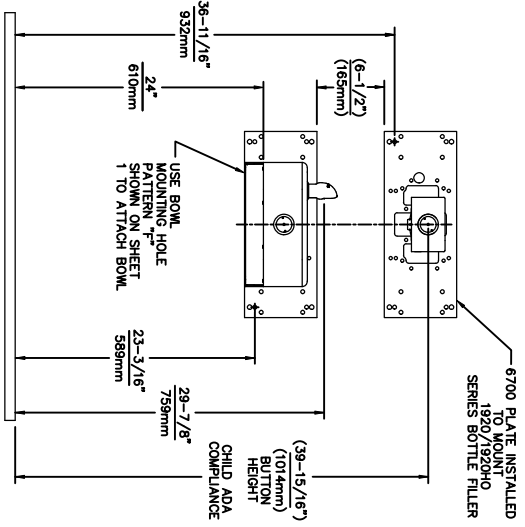 6700 PLATE INSTALLED
TO MOUNT
1920/1920HO
SERIES BOTTLE FILLER
(6-1/2")
(165mm)
36-11/16"
932mm
24"
610mm
USE BOWL
MOUNTING HOLE
PATTERN "F"
SHOWN ON SHEET
1 TO ATTACH BOWL
23-3/16"
589mm
29-7/8"
759mm
(39-15/16")
(1014mm)
BUTTON
HEIGHT
CHILD ADA
COMPLIANCE